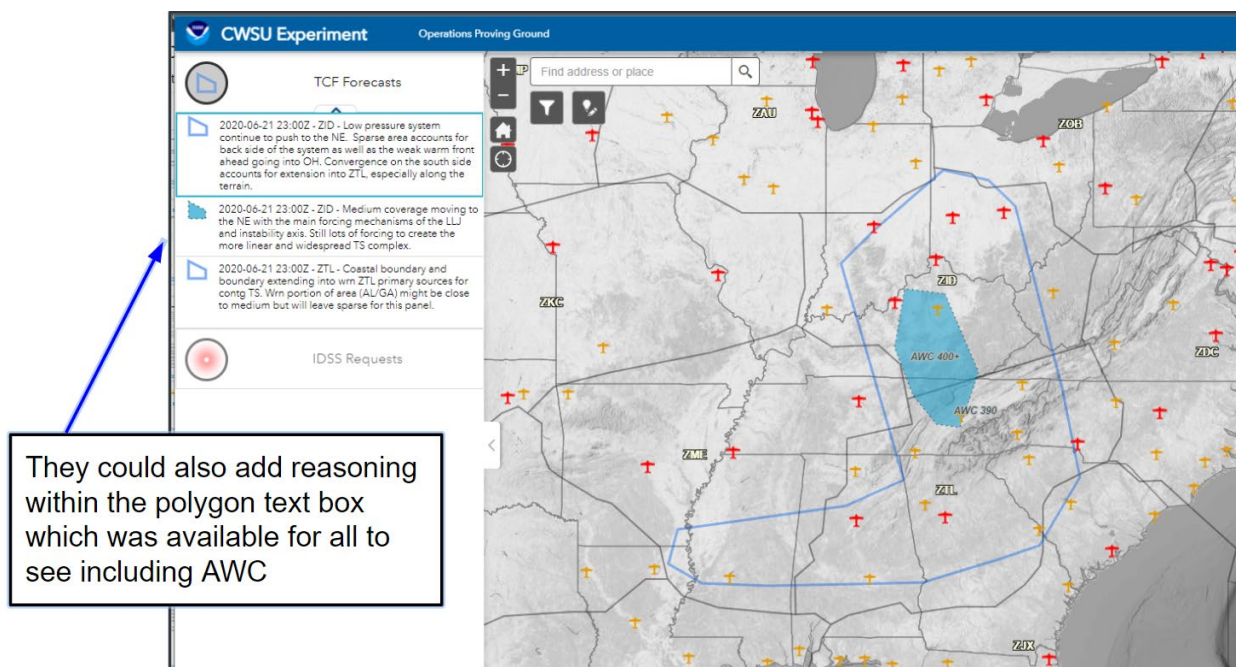 CWSU Experiment
Operations Proving Ground
TCF Forecasts
2020-06-21 23:00Z - ZID - Low pressure system
continue to push to the NE. Sparse area accounts for
back side of the system as well as the weak warm front
ahead going into OH. Convergence on the south side
accounts for extension into ZTL, especially along the
terrain.
2020-06-21 23:00Z - ZID - Medium coverage moving to
the NE with the main forcing mechanisms of the LLJ
and instability axis. Still lots of forcing to create the
more linear and widespread TS complex.
2020-06-21 23:00Z - ZTL - Coastal boundary and
boundary extending into wrn ZTL primary sources for
contg TS. Wrn portion of area (AL/GA) might be close
to medium but will leave sparse for this panel.
IDSS Requests
They could also add reasoning
within the polygon text box
which was available for all to
see including AWC
+
−
Find address or place
ZAU
ZOB
ZID
ZKC
ZDC
AWC 400+
AWC 390
ZME
ZTL
ZJX